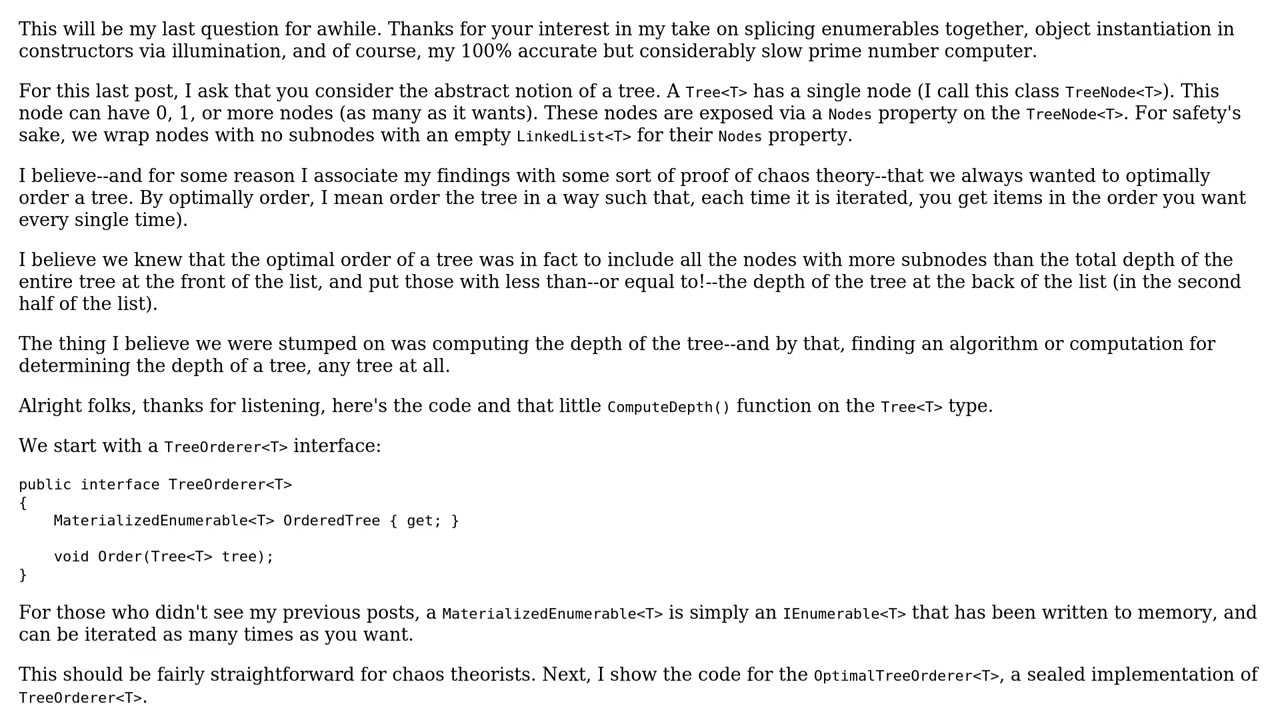 This will be my last question for awhile. Thanks for your interest in my take on splicing enumerables together, object instantiation in
constructors via illumination, and of course, my 100% accurate but considerably slow prime number computer.
For this last post, I ask that you consider the abstract notion of a tree. A Tree<T> has a single node (I call this class TreeNode<T>). This
node can have 0, 1, or more nodes (as many as it wants). These nodes are exposed via a Nodes property on the TreeNode<T>. For safety's
sake, we wrap nodes with no subnodes with an empty LinkedList<T> for their Nodes property.
I believe--and for some reason I associate my findings with some sort of proof of chaos theory--that we always wanted to optimally
order a tree. By optimally order, I mean order the tree in a way such that, each time it is iterated, you get items in the order you want
every single time).
I believe we knew that the optimal order of a tree was in fact to include all the nodes with more subnodes than the total depth of the
entire tree at the front of the list, and put those with less than--or equal to!--the depth of the tree at the back of the list (in the second
half of the list).
The thing I believe we were stumped on was computing the depth of the tree--and by that, finding an algorithm or computation for
determining the depth of a tree, any tree at all.
Alright folks, thanks for listening, here's the code and that little ComputeDepth() function on the Tree<T> type.
We start with a TreeOrderer<T> interface:
public interface TreeOrderer<T>
{
    MaterializedEnumerable<T> OrderedTree { get; }
    void Order(Tree<T> tree);
}
For those who didn't see my previous posts, a MaterializedEnumerable<T> is simply an IEnumerable<T> that has been written to memory, and
can be iterated as many times as you want.
This should be fairly straightforward for chaos theorists. Next, I show the code for the OptimalTreeOrderer<T>, a sealed implementation of
TreeOrderer<T>.